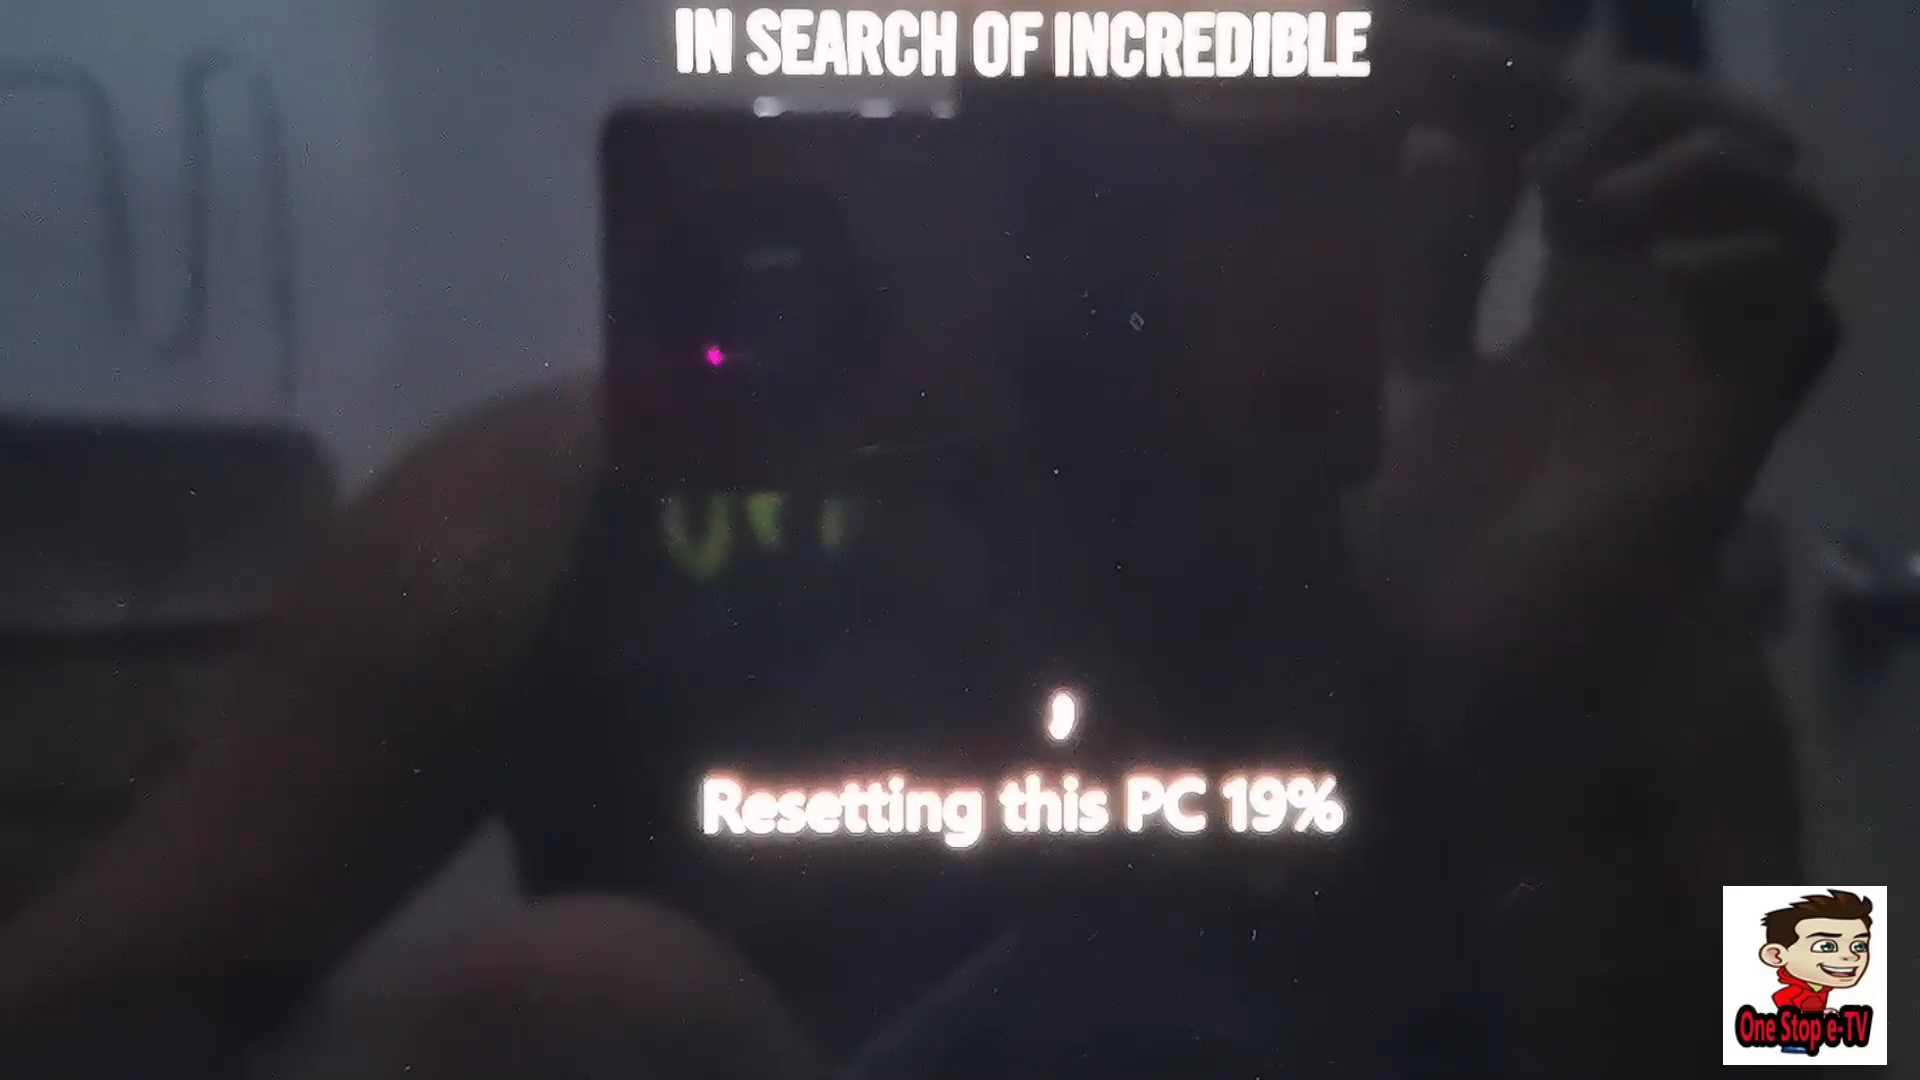 IN SEARCH OF INCREDIBLE
Resetting this PC 19%
One Stop e-TV